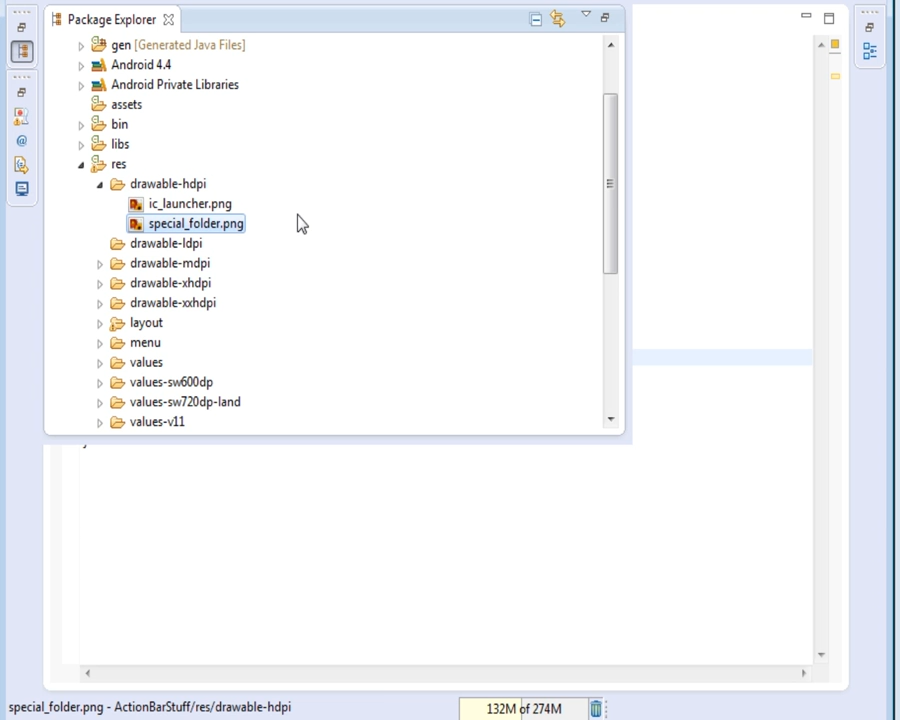 Package Explorer
gen [Generated Java Files]
Android 4.4
Android Private Libraries
assets
bin
libs
res
drawable-hdpi
ic_launcher.png
special_folder.png
drawable-ldpi
drawable-mdpi
drawable-xhdpi
drawable-xxhdpi
layout
menu
values
values-sw600dp
values-sw720dp-land
values-v11
special_folder.png - ActionBarStuff/res/drawable-hdpi
132M of 274M